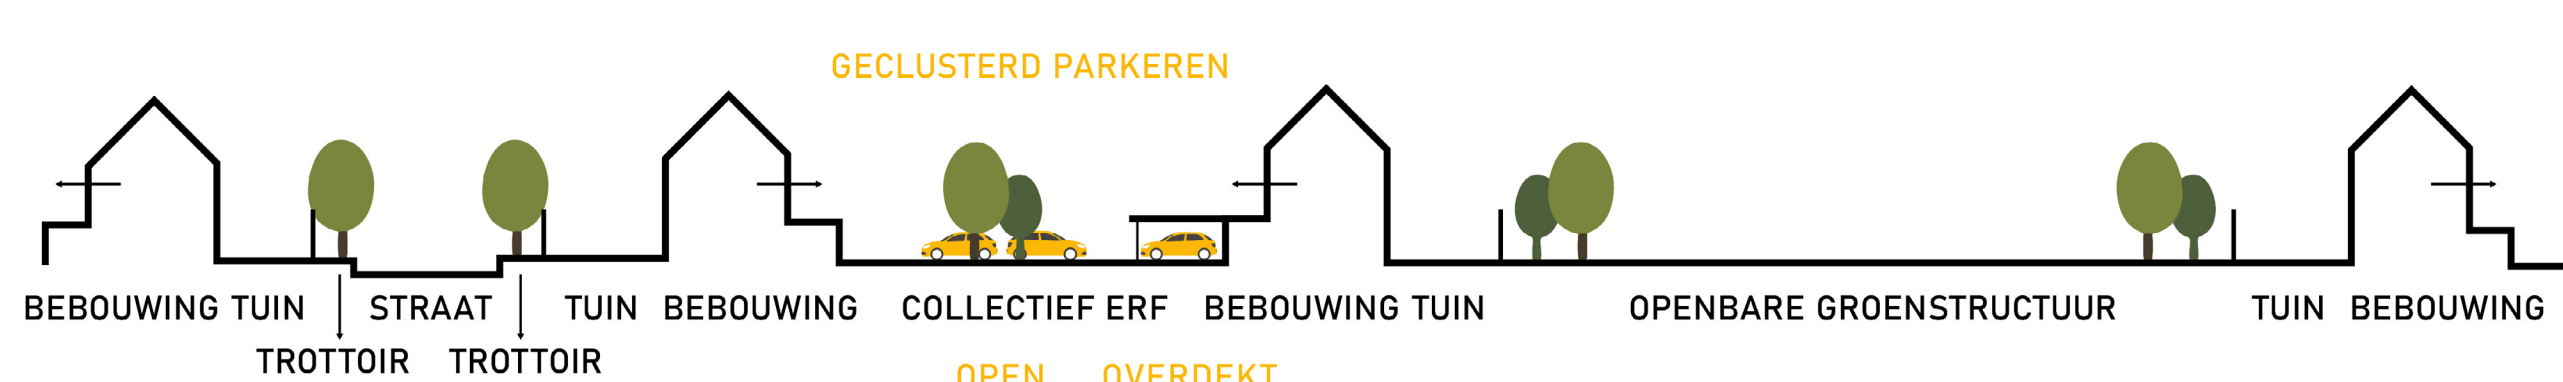 GECLUSTERD PARKEREN
BEBOUWING TUIN STRAAT TUIN BEBOUWING COLLECTIEF ERF BEBOUWING TUIN OPENBARE GROENSTRUCTUUR TUIN BEBOUWING
TROTTOIR TROTTOIR
OPEN OVERDEKT